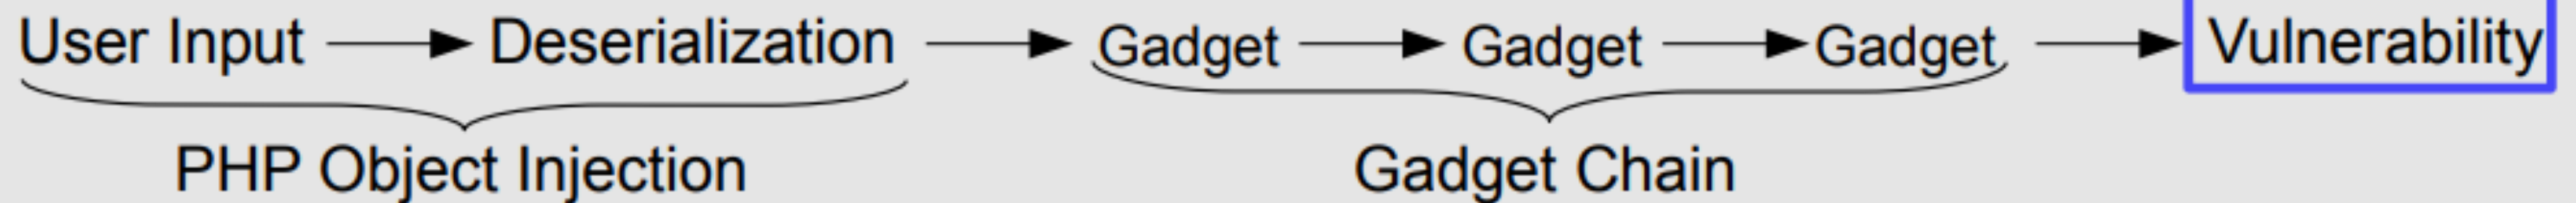 User Input Deserialization Gadget Gadget Gadget Vulnerability
PHP Object Injection Gadget Chain